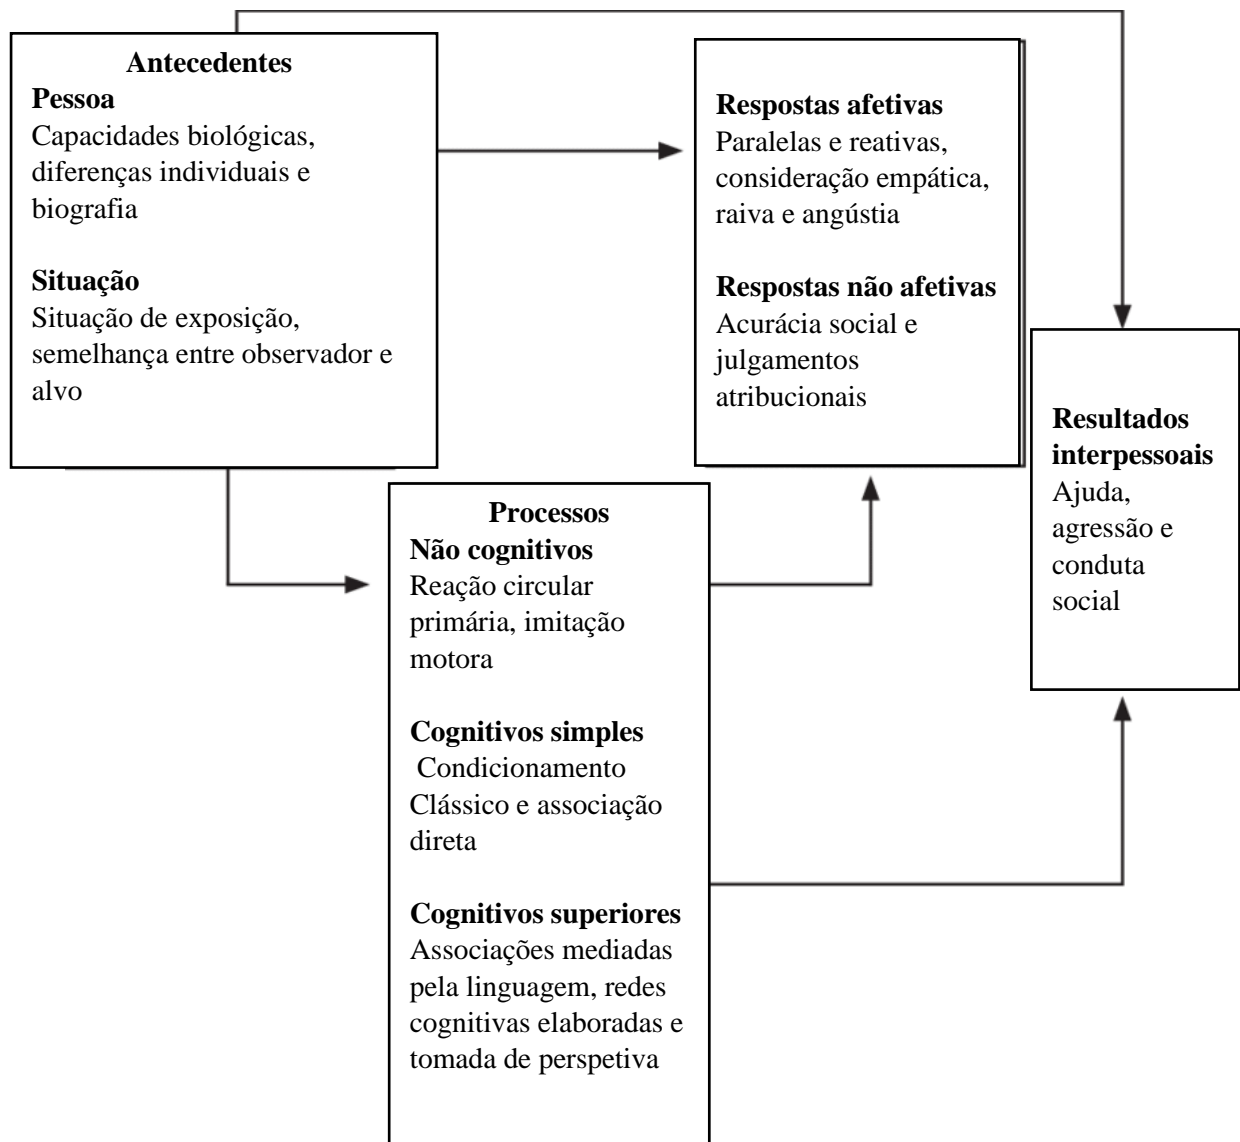 Antecedentes
Pessoa
Capacidades biológicas,
diferenças individuais e
biografia
Situação
Situação de exposição,
semelhança entre observador e
alvo
Processos
Não cognitivos
Reação circular
primária, imitação
motora
Cognitivos simples
Condicionamento
Clássico e associação
direta
Cognitivos superiores
Associações mediadas
pela linguagem, redes
cognitivas elaboradas e
tomada de perspetiva
Respostas afetivas
Paralelas e reativas,
consideração empática,
raiva e angústia
Respostas não afetivas
Acurácia social e
julgamentos
atribucionais
Resultados
interpessoais
Ajuda,
agressão e
conduta
social